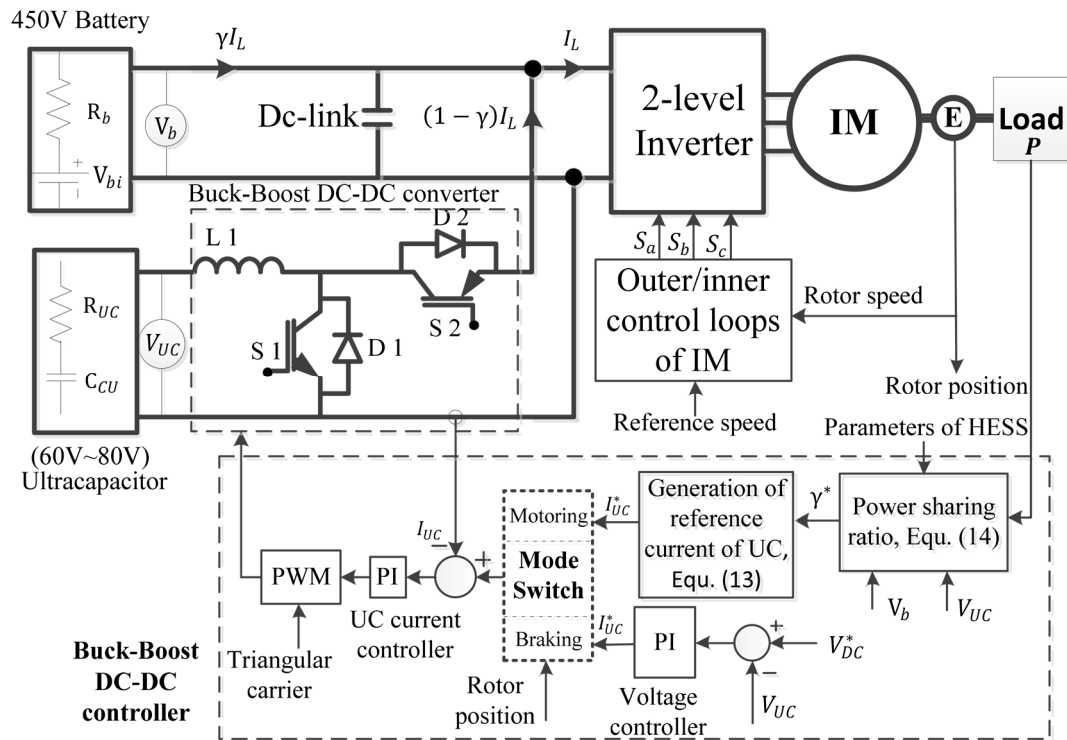 450V Battery
γI_L
I_L
R_b
V_b
V_bi
+
Dc-link
(1 − γ)I_L
2-level
Inverter
IM
E
Load
P
Buck-Boost DC-DC converter
L 1
D 2
S 2
S 1
D 1
R_UC
V_UC
C_CU
(60V~80V)
Ultracapacitor
S_a
S_b
S_c
Outer/inner
control loops
of IM
Rotor speed
Reference speed
Rotor position
Parameters of HESS
Power sharing
ratio, Equ. (14)
γ*
V_b
V_UC
Generation of
reference
current of UC,
Equ. (13)
I*_UC
Motoring
Mode
Switch
Braking
I_UC
−
+
PI
UC current
controller
PWM
Triangular
carrier
Rotor
position
I*_UC
PI
Voltage
controller
+
−
V*_DC
V_UC
Buck-Boost
DC-DC
controller